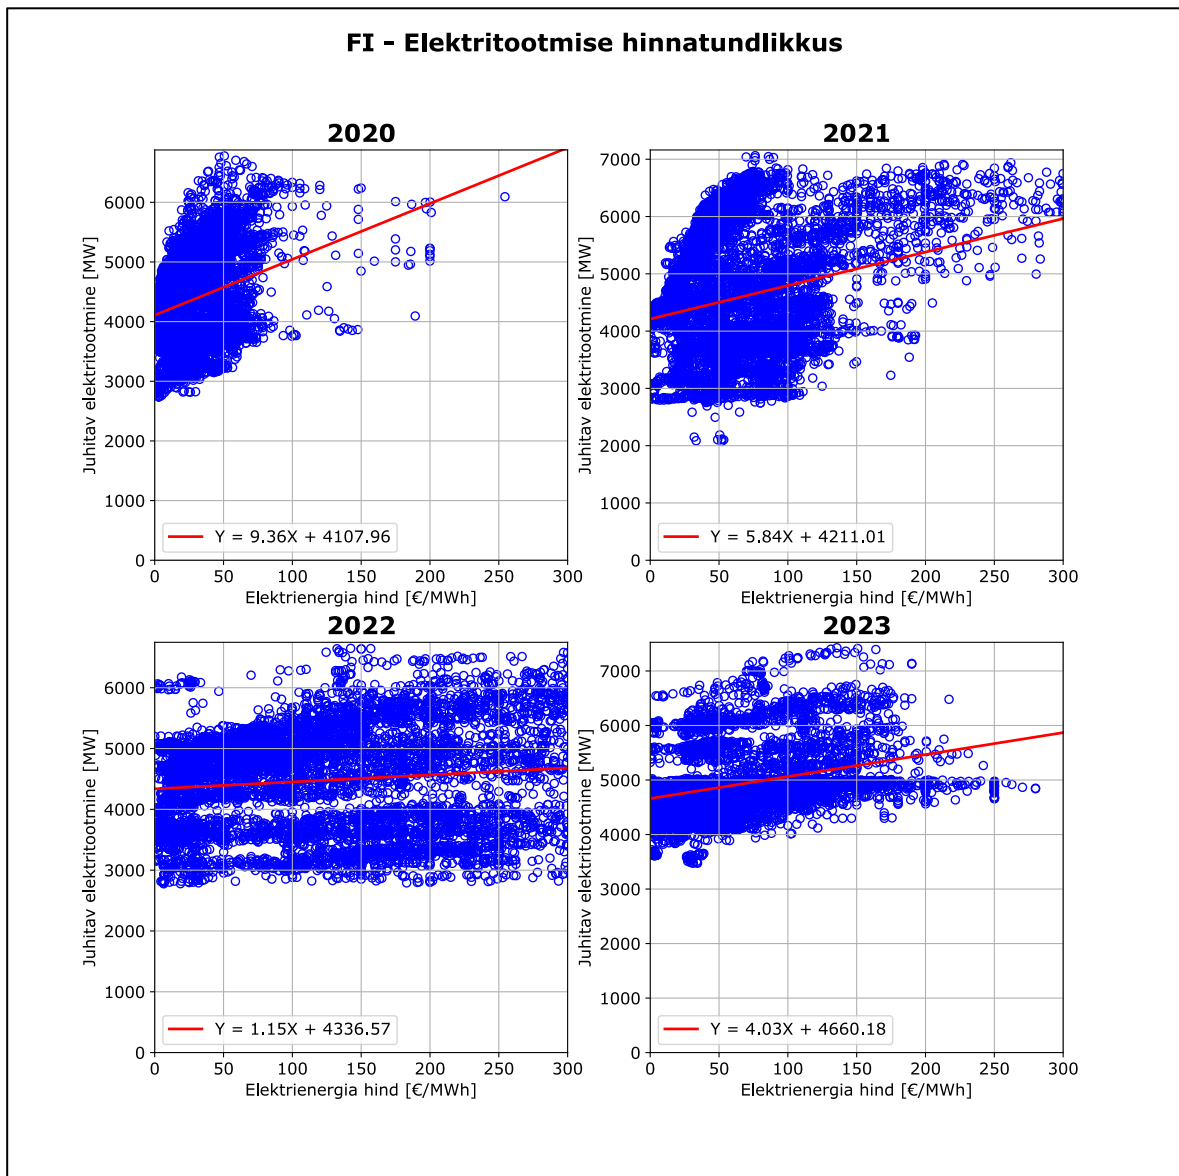 FI - Elektritootmise hinnatundlikkus
2020
Juhitav elektritootmine [MW]
6000
5000
4000
3000
2000
1000
0
Y = 9.36X + 4107.96
0 50 100 150 200 250 300
Elektrienergia hind [€/MWh]
2021
Juhitav elektritootmine [MW]
7000
6000
5000
4000
3000
2000
1000
0
Y = 5.84X + 4211.01
0 50 100 150 200 250 300
Elektrienergia hind [€/MWh]
2022
Juhitav elektritootmine [MW]
6000
5000
4000
3000
2000
1000
0
Y = 1.15X + 4336.57
0 50 100 150 200 250 300
Elektrienergia hind [€/MWh]
2023
Juhitav elektritootmine [MW]
7000
6000
5000
4000
3000
2000
1000
0
Y = 4.03X + 4660.18
0 50 100 150 200 250 300
Elektrienergia hind [€/MWh]